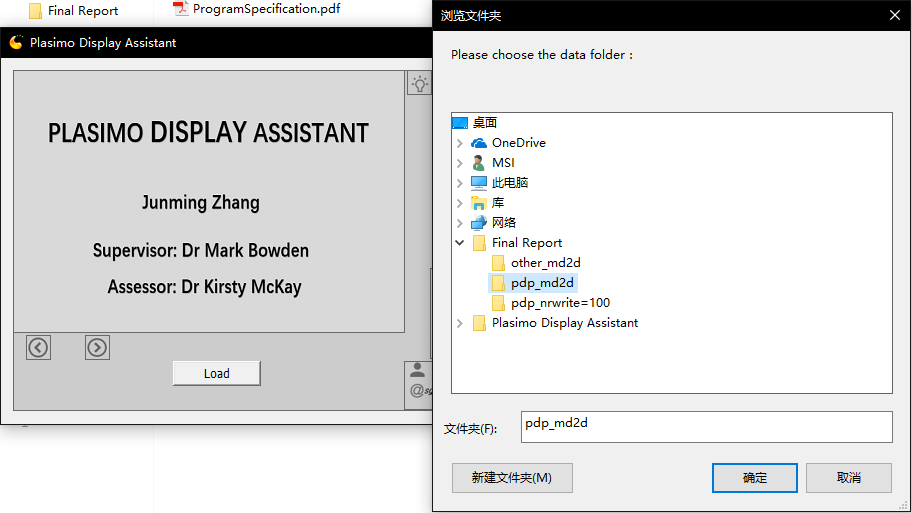 Final Report
ProgramSpecification.pdf
Plasimo Display Assistant
PLASIMO DISPLAY ASSISTANT
Junming Zhang
Supervisor: Dr Mark Bowden
Assessor: Dr Kirsty McKay
Load
浏览文件夹
Please choose the data folder :
桌面
OneDrive
MSI
此电脑
库
网络
Final Report
other_md2d
pdp_md2d
pdp_nrwrite=100
Plasimo Display Assistant
文件夹(F):
pdp_md2d
新建文件夹(M)
确定
取消